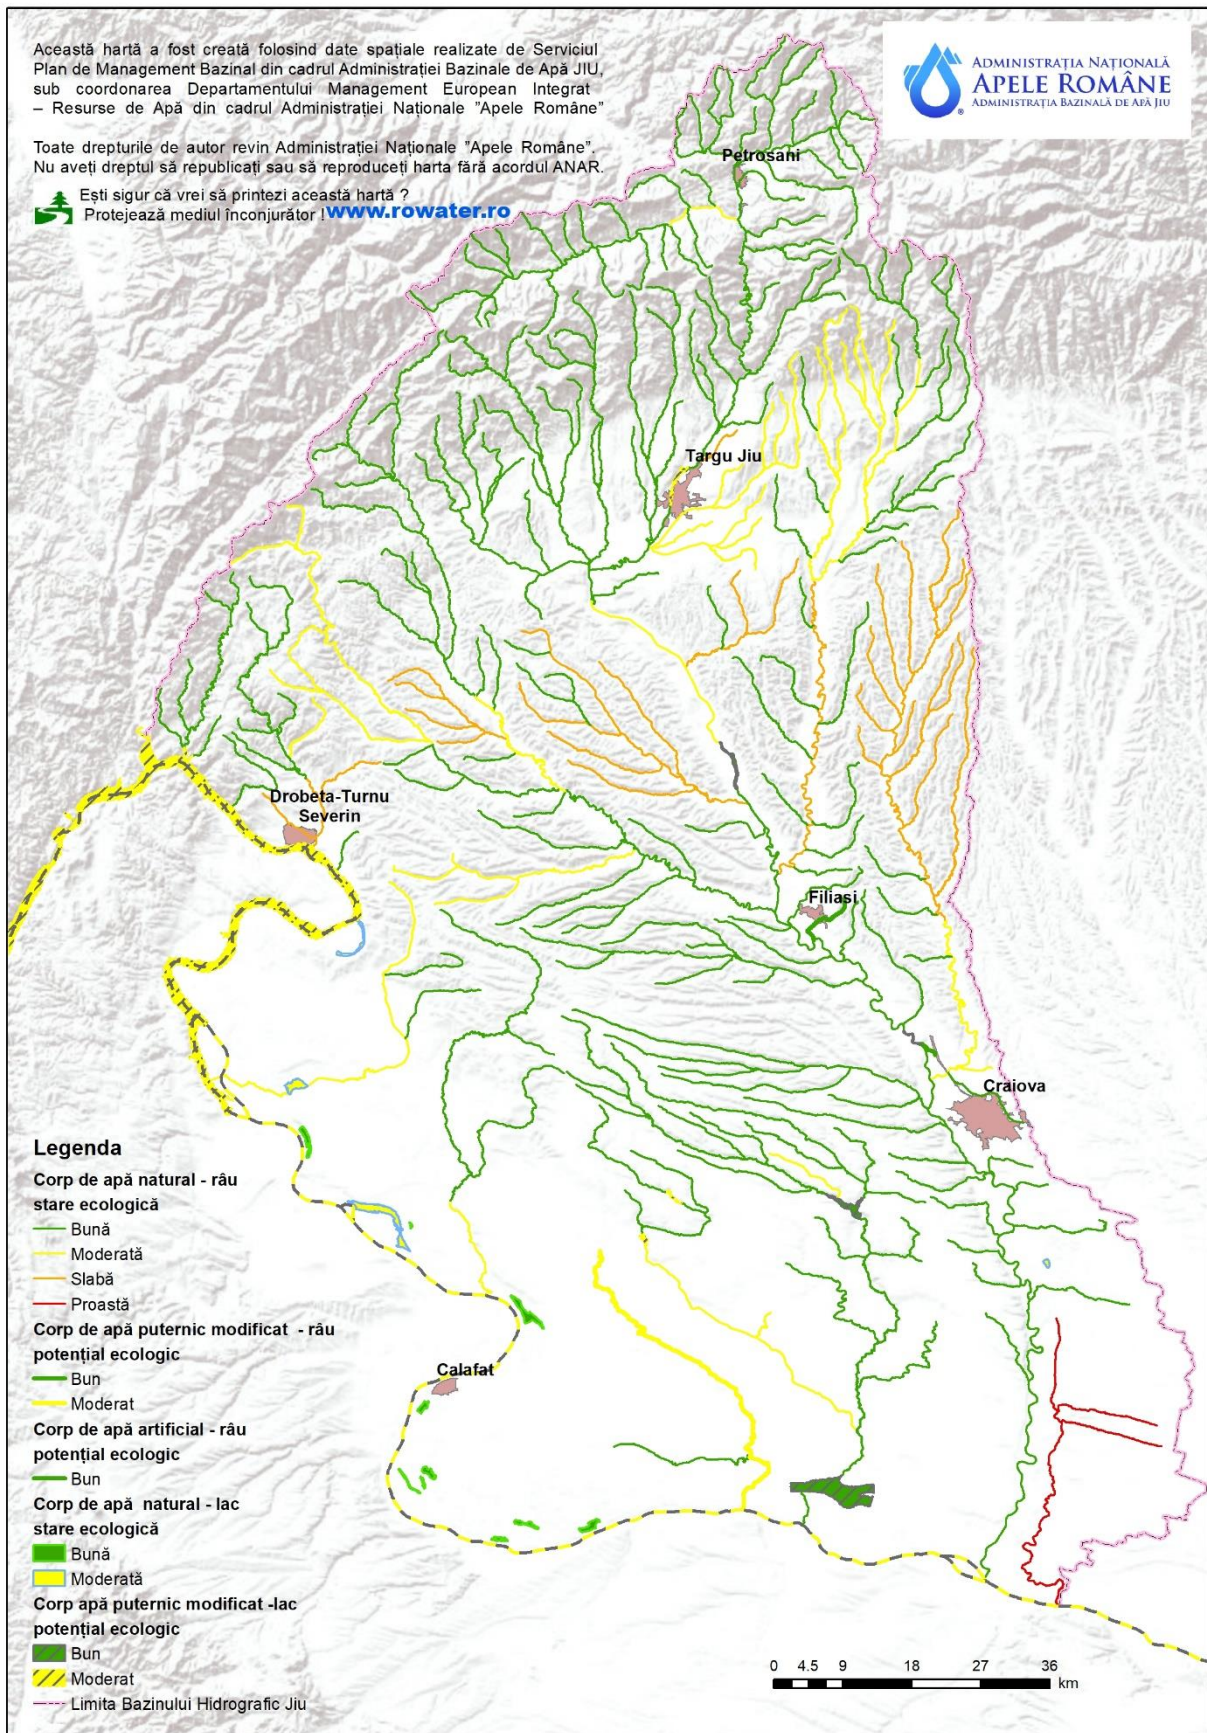 Această hartă a fost creată folosind date spațiale realizate de Serviciul
Plan de Management Bazinal din cadrul Administrației Bazinale de Apă JIU,
sub coordonarea Departamentului Management European Integrat
– Resurse de Apă din cadrul Administrației Naționale ”Apele Române”
Toate drepturile de autor revin Administrației Naționale ”Apele Române”.
Nu aveți dreptul să republicați sau să reproduceți harta fără acordul ANAR.
Ești sigur că vrei să printezi această hartă ?
Protejează mediul înconjurător ! www.rowater.ro
ADMINISTRAȚIA NAȚIONALĂ
APELE ROMÂNE
ADMINISTRAȚIA BAZINALĂ DE APĂ JIU
®
Petrosani
Targu Jiu
Drobeta-Turnu
Severin
Filiasi
Craiova
Calafat
Legenda
Corp de apă natural - râu
stare ecologică
Bună
Moderată
Slabă
Proastă
Corp de apă puternic modificat - râu
potențial ecologic
Bun
Moderat
Corp de apă artificial - râu
potențial ecologic
Bun
Corp de apă natural - lac
stare ecologică
Bună
Moderată
Corp apă puternic modificat -lac
potențial ecologic
Bun
Moderat
Limita Bazinului Hidrografic Jiu
0 4.5 9 18 27 36
km